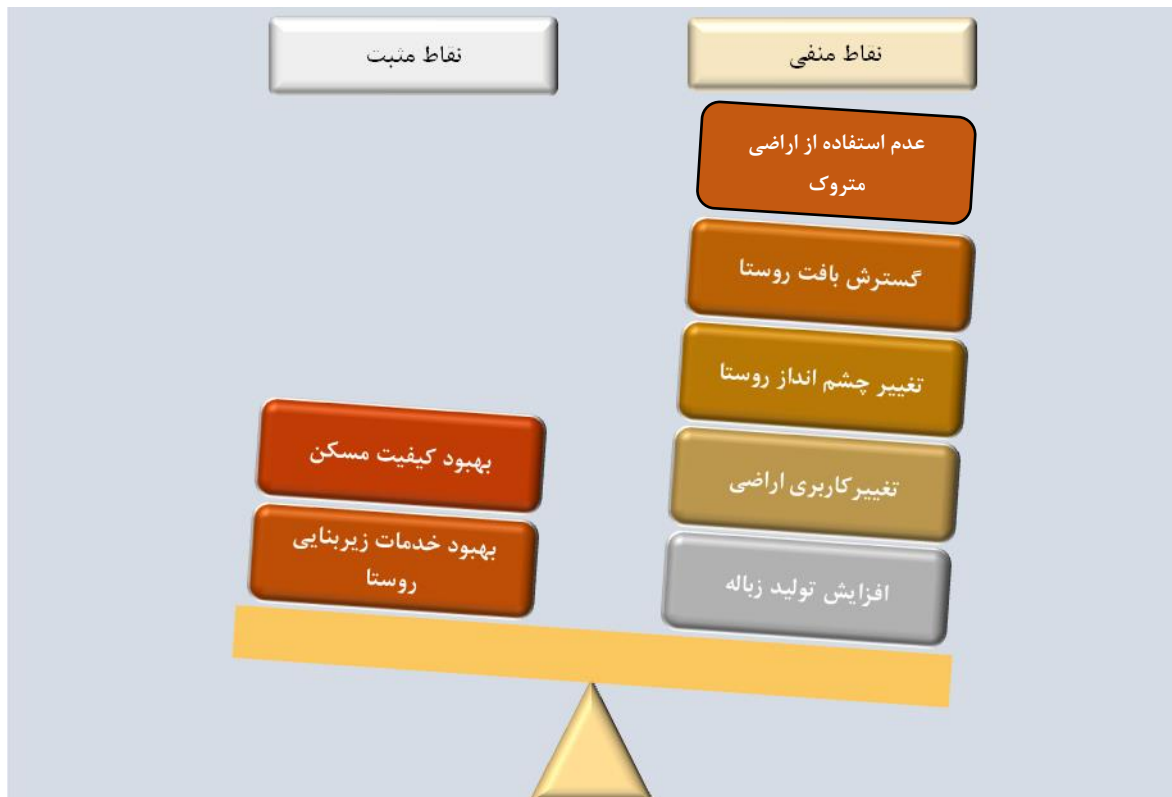 نقاط منفی
نقاط مثبت
عدم استفاده از اراضی
متروک
گسترش بافت روستا
تغییر چشم انداز روستا
تغییرکاربری اراضی
افزایش تولید زباله
بهبود کیفیت مسکن
بهبود خدمات زیربنایی
روستا